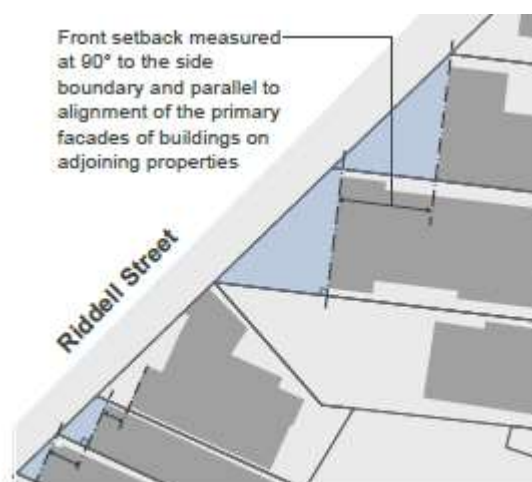 Front setback measured
at 90° to the side
boundary and parallel to
alignment of the primary
facades of buildings on
adjoining properties
Riddell Street